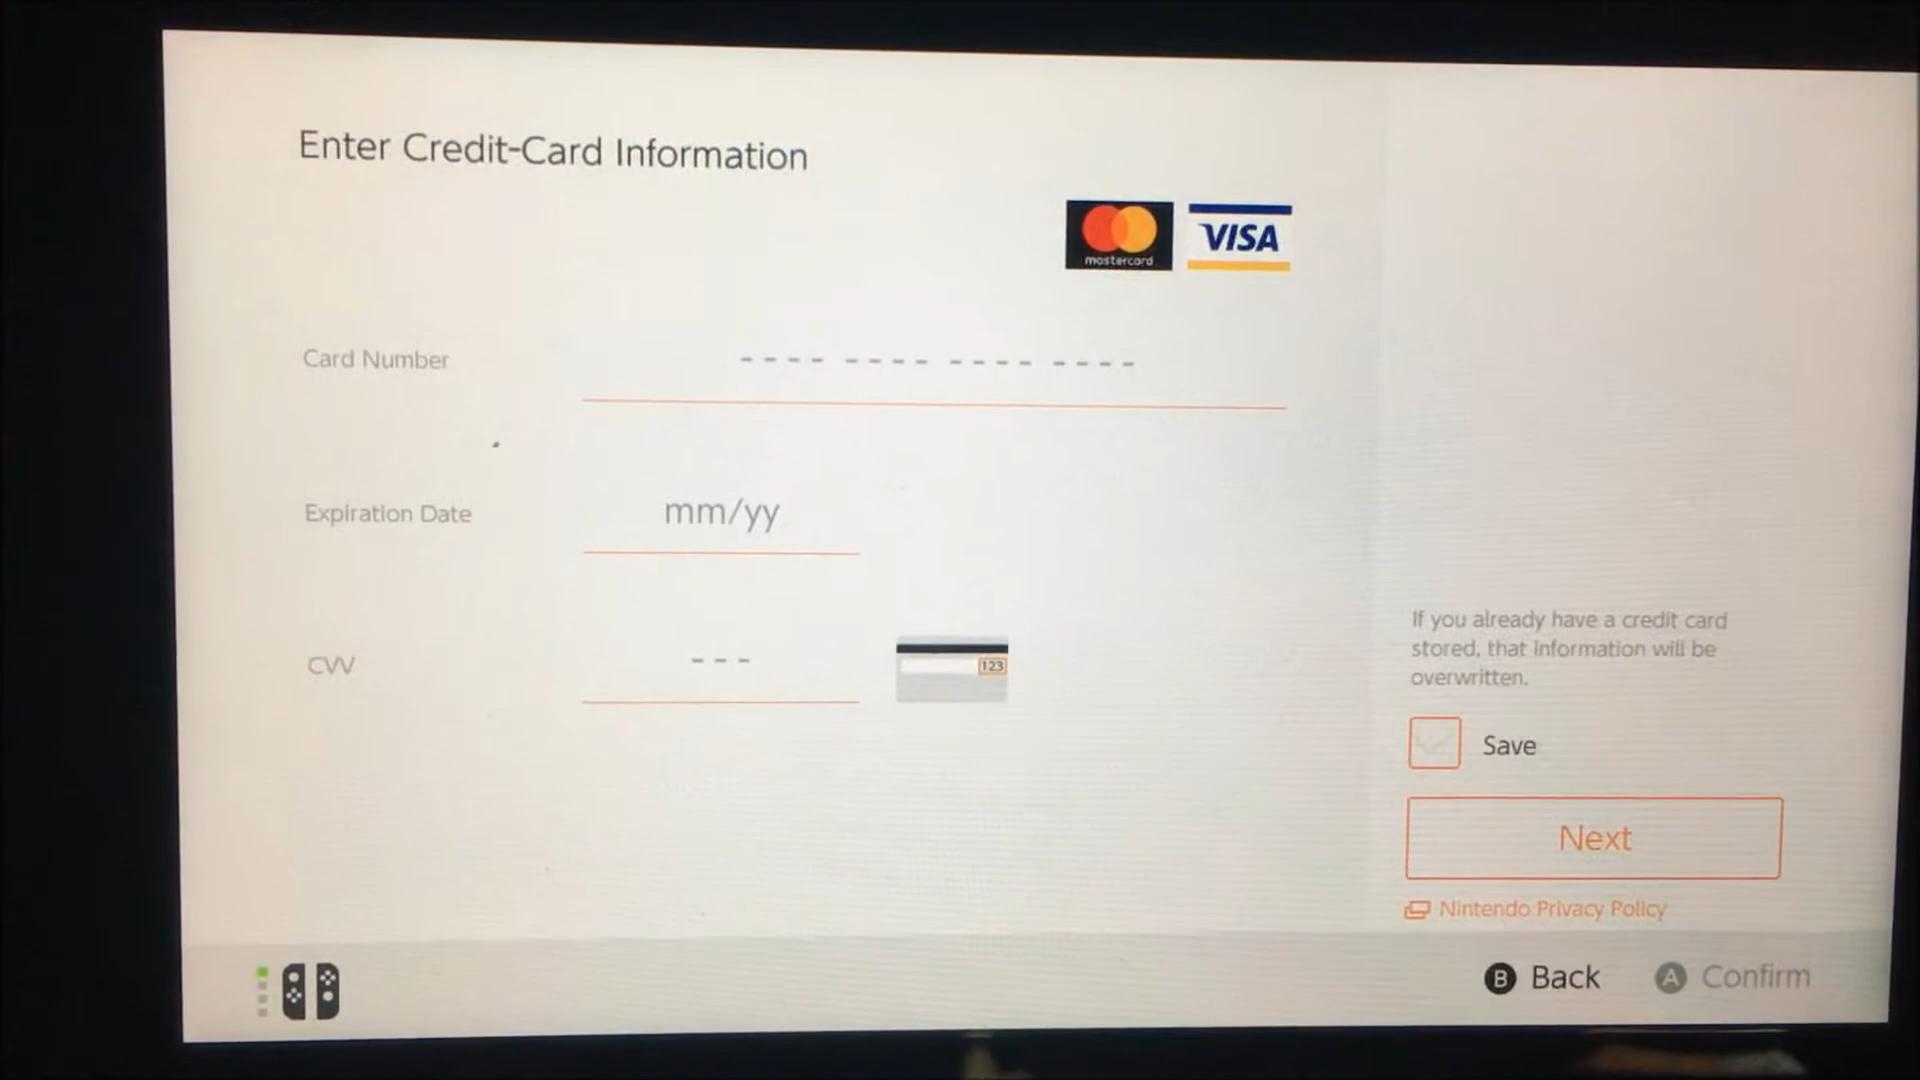 Enter Credit-Card Information
mastercard
VISA
Card Number
---- ---- ---- ----
Expiration Date
mm/yy
CVV
---
123
If you already have a credit card
stored, that information will be
overwritten.
Save
Next
Nintendo Privacy Policy
B Back
A Confirm